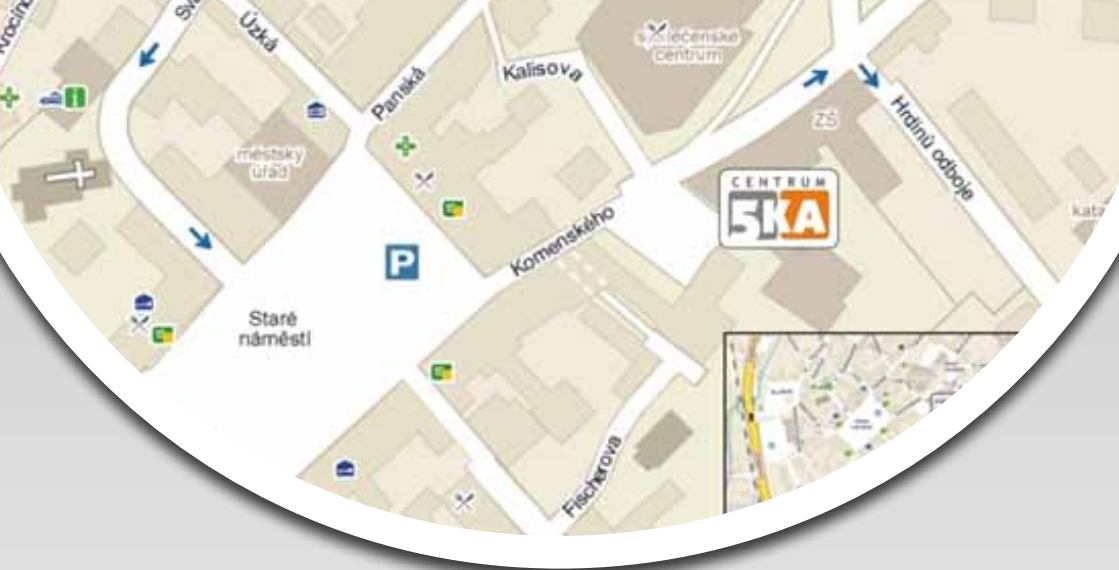 Úzká
Panská
Kalisova
společenské
centrum
ZŠ
Hrdinů odboje
městský
úřad
CENTRUM
5KA
P
Komenského
Staré
náměstí
Fischerova